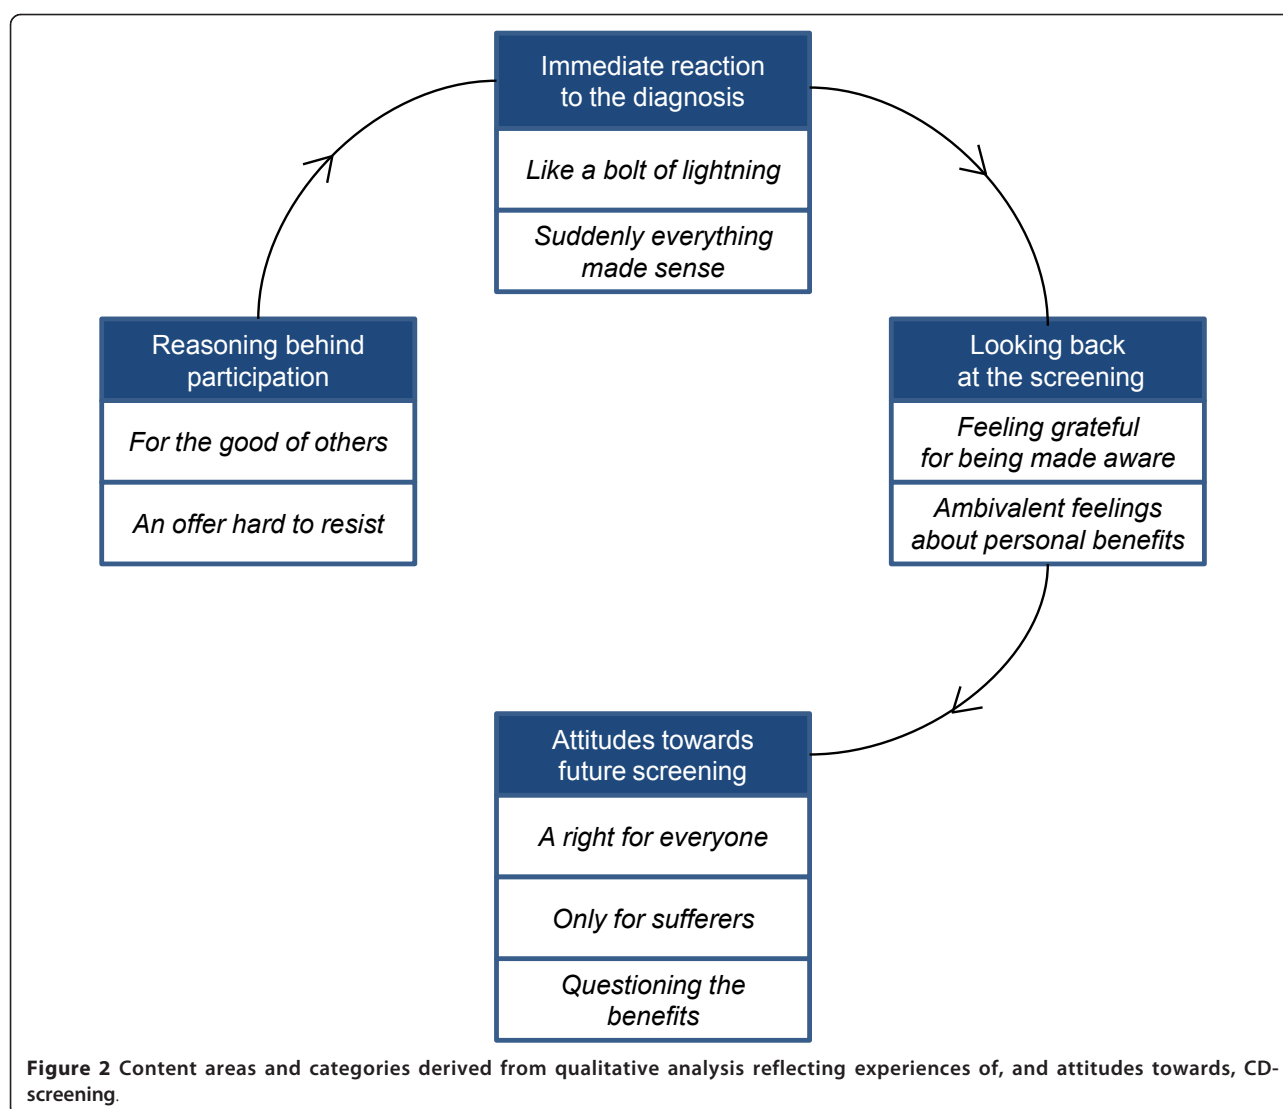 Immediate reaction
to the diagnosis
Like a bolt of lightning
Suddenly everything
made sense
Reasoning behind
participation
For the good of others
An offer hard to resist
Looking back
at the screening
Feeling grateful
for being made aware
Ambivalent feelings
about personal benefits
Attitudes towards
future screening
A right for everyone
Only for sufferers
Questioning the
benefits
Figure 2 Content areas and categories derived from qualitative analysis reflecting experiences of, and attitudes towards, CD-
screening.